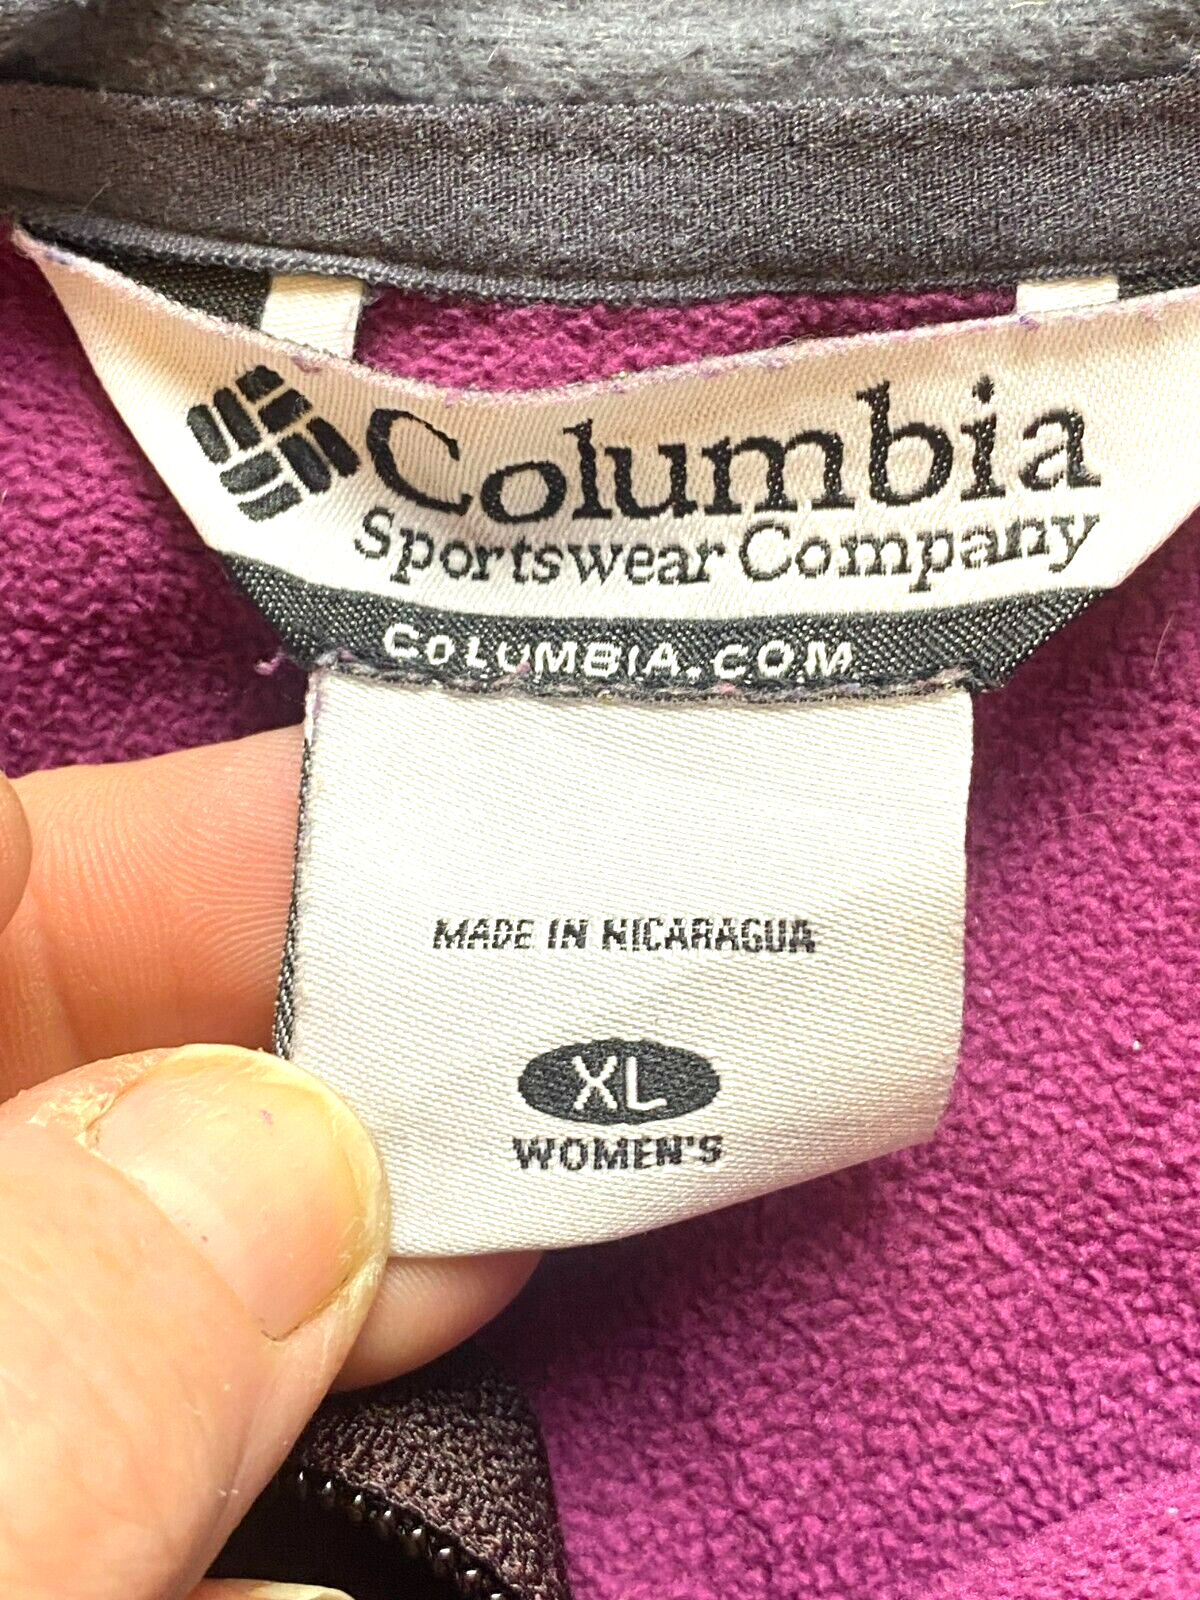 Columbia
Sportswear Company
COLUMBIA.COM
MADE IN NICARAGUA
XL
WOMEN'S